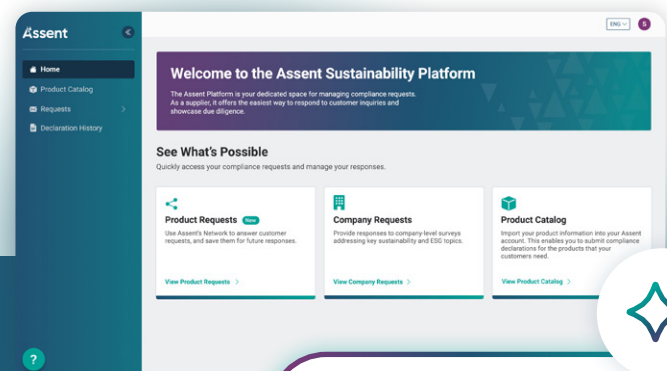 Assent
ENG
S
Home
Product Catalog
Requests
Declaration History
Welcome to the Assent Sustainability Platform
The Assent Platform is your dedicated space for managing compliance requests.
As a supplier, it offers the easiest way to respond to customer inquiries and
showcase due diligence.
See What's Possible
Quickly access your compliance requests and manage your responses.
Product Requests New
Use Assent's Network to answer customer
requests, and save them for future responses.
View Product Requests
Company Requests
Provide responses to company-level surveys
addressing key sustainability and ESG topics.
View Company Requests
Product Catalog
Import your product information into your Assent
account. This enables you to submit compliance
declarations for the products that your
customers need.
View Product Catalog
?